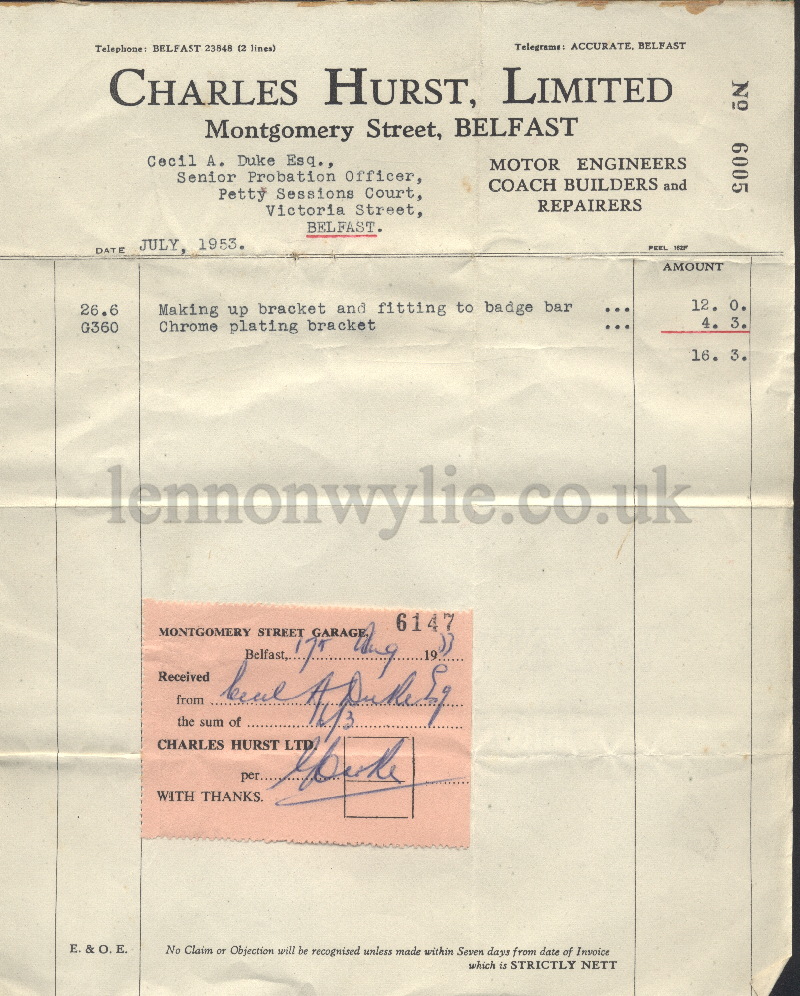 Telephone: BELFAST 23848 (2 lines)
Telegrams: ACCURATE, BELFAST
CHARLES HURST, LIMITED
Montgomery Street, BELFAST
No 6005
Cecil A. Duke Esq.,
Senior Probation Officer,
Petty Sessions Court,
Victoria Street,
BELFAST.
MOTOR ENGINEERS
COACH BUILDERS and
REPAIRERS
DATE JULY, 1953.
PEEL 152F
AMOUNT
26.6 Making up bracket and fitting to badge bar ... 12. 0.
G360 Chrome plating bracket ... 4. 3.
16. 3.
lennonwylie.co.uk
6147
MONTGOMERY STREET GARAGE,
Belfast, 17th Aug 1953
Received
from Cecil A Duke Esq
the sum of 16/3
CHARLES HURST LTD.
per
WITH THANKS.
E. & O. E.
No Claim or Objection will be recognised unless made within Seven days from date of Invoice
which is STRICTLY NETT